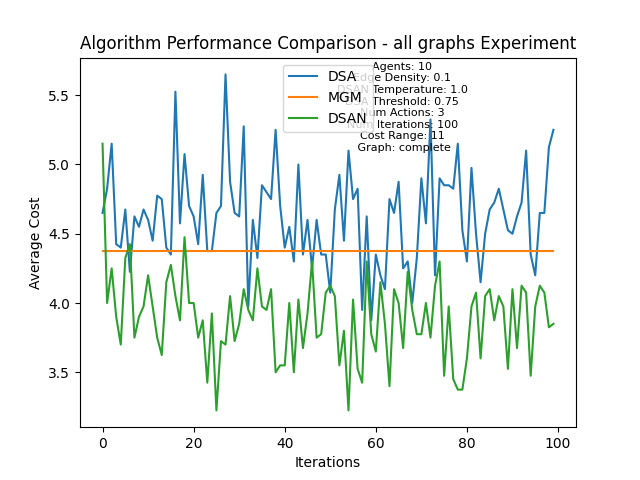 Algorithm Performance Comparison - all graphs Experiment
DSA
MGM
DSAN
Agents: 10
Edge Density: 0.1
Temperature: 1.0
Threshold: 0.75
Num Actions: 3
Iterations: 100
Cost Range: 11
Graph: complete
5.5
5.0
4.5
4.0
3.5
Average Cost
0
20
40
60
80
100
Iterations